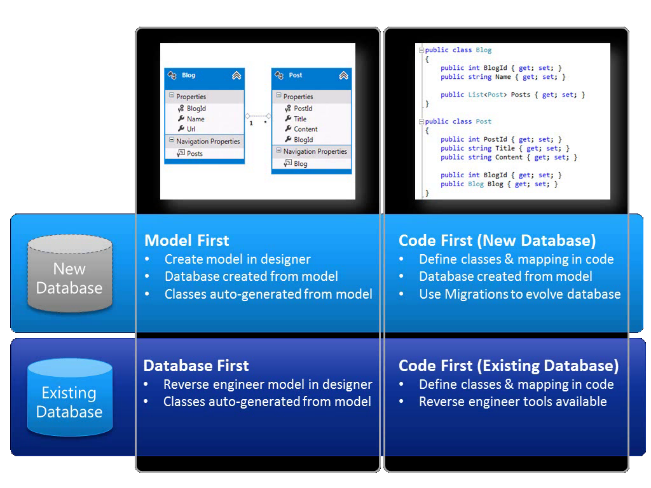 Blog
Properties
BlogId
Name
Url
Navigation Properties
Posts
1
*
Post
Properties
PostId
Title
Content
BlogId
Navigation Properties
Blog
public class Blog
{
public int BlogId { get; set; }
public string Name { get; set; }
public List<Post> Posts { get; set; }
}
public class Post
{
public int PostId { get; set; }
public string Title { get; set; }
public string Content { get; set; }
public int BlogId { get; set; }
public Blog Blog { get; set; }
}
New
Database
Model First
• Create model in designer
• Database created from model
• Classes auto-generated from model
Code First (New Database)
• Define classes & mapping in code
• Database created from model
• Use Migrations to evolve database
Existing
Database
Database First
• Reverse engineer model in designer
• Classes auto-generated from model
Code First (Existing Database)
• Define classes & mapping in code
• Reverse engineer tools available